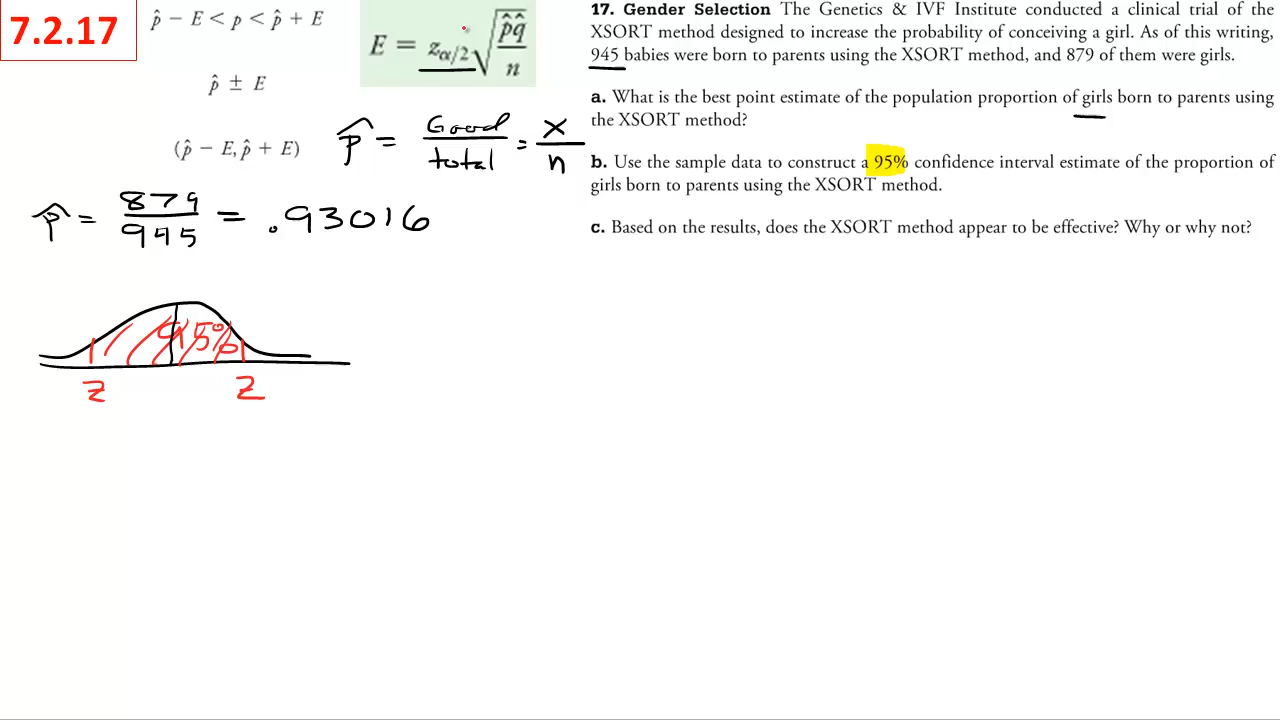 7.2.17
p̂ − E < p < p̂ + E
p̂ ± E
(p̂ − E, p̂ + E)
E = z_{α/2} √(p̂q̂/n)
p̂ = Good/total = x/n
p̂ = 879/945 = .93016
95%
Z Z
17. Gender Selection The Genetics & IVF Institute conducted a clinical trial of the
XSORT method designed to increase the probability of conceiving a girl. As of this writing,
945 babies were born to parents using the XSORT method, and 879 of them were girls.
a. What is the best point estimate of the population proportion of girls born to parents using
the XSORT method?
b. Use the sample data to construct a 95% confidence interval estimate of the proportion of
girls born to parents using the XSORT method.
c. Based on the results, does the XSORT method appear to be effective? Why or why not?